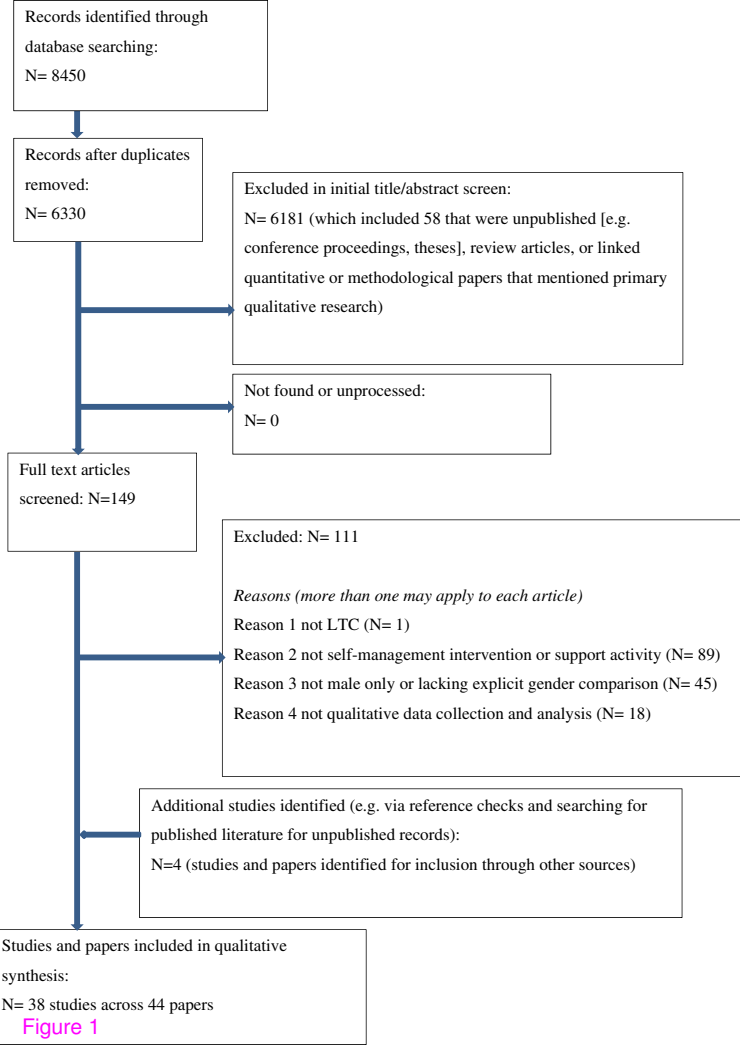 Records identified through
database searching:
N= 8450
Records after duplicates
removed:
N= 6330
Excluded in initial title/abstract screen:
N= 6181 (which included 58 that were unpublished [e.g.
conference proceedings, theses], review articles, or linked
quantitative or methodological papers that mentioned primary
qualitative research)
Not found or unprocessed:
N= 0
Full text articles
screened: N=149
Excluded: N= 111
Reasons (more than one may apply to each article)
Reason 1 not LTC (N= 1)
Reason 2 not self-management intervention or support activity (N= 89)
Reason 3 not male only or lacking explicit gender comparison (N= 45)
Reason 4 not qualitative data collection and analysis (N= 18)
Additional studies identified (e.g. via reference checks and searching for
published literature for unpublished records):
N=4 (studies and papers identified for inclusion through other sources)
Studies and papers included in qualitative
synthesis:
N= 38 studies across 44 papers
Figure 1